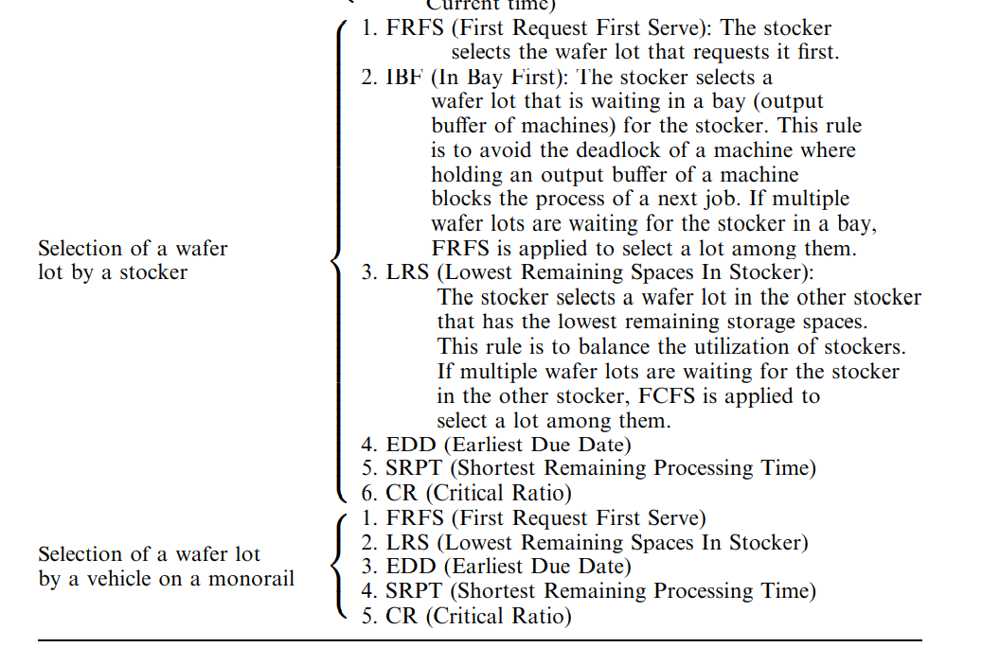 Current time)
1. FRFS (First Request First Serve): The stocker
selects the wafer lot that requests it first.
2. IBF (In Bay First): The stocker selects a
wafer lot that is waiting in a bay (output
buffer of machines) for the stocker. This rule
is to avoid the deadlock of a machine where
holding an output buffer of a machine
blocks the process of a next job. If multiple
wafer lots are waiting for the stocker in a bay,
FRFS is applied to select a lot among them.
Selection of a wafer
lot by a stocker
3. LRS (Lowest Remaining Spaces In Stocker):
The stocker selects a wafer lot in the other stocker
that has the lowest remaining storage spaces.
This rule is to balance the utilization of stockers.
If multiple wafer lots are waiting for the stocker
in the other stocker, FCFS is applied to
select a lot among them.
4. EDD (Earliest Due Date)
5. SRPT (Shortest Remaining Processing Time)
6. CR (Critical Ratio)
1. FRFS (First Request First Serve)
2. LRS (Lowest Remaining Spaces In Stocker)
Selection of a wafer lot
by a vehicle on a monorail
3. EDD (Earliest Due Date)
4. SRPT (Shortest Remaining Processing Time)
5. CR (Critical Ratio)